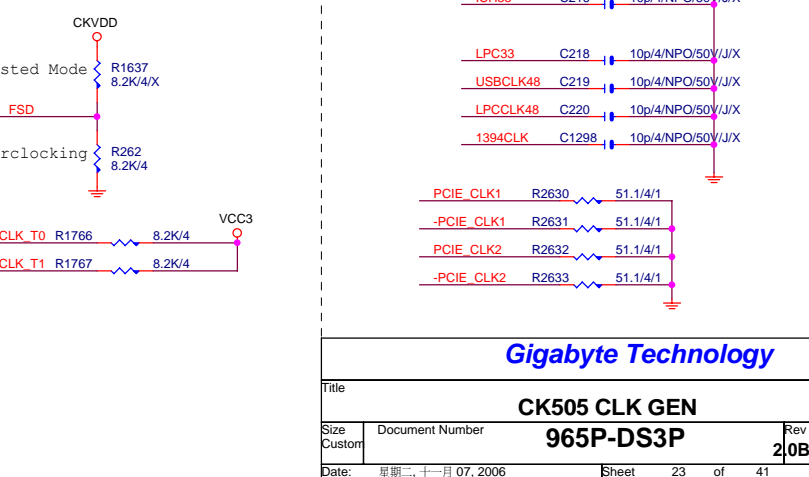 CKVDD
sted Mode R1637
8.2K/4/X
FSD
rclocking R262
8.2K/4
VCC3
CLK_T0 R1766 8.2K/4
CLK_T1 R1767 8.2K/4
LPC33 C218 10p/4/NPO/50V/J/X
USBCLK48 C219 10p/4/NPO/50V/J/X
LPCCLK48 C220 10p/4/NPO/50V/J/X
1394CLK C1298 10p/4/NPO/50V/J/X
PCIE_CLK1 R2630 51.1/4/1
-PCIE_CLK1 R2631 51.1/4/1
PCIE_CLK2 R2632 51.1/4/1
-PCIE_CLK2 R2633 51.1/4/1
Gigabyte Technology
Title
CK505 CLK GEN
Size Document Number Rev
Custom 965P-DS3P 2.0B
Date: 星期二, 十一月 07, 2006 Sheet 23 of 41